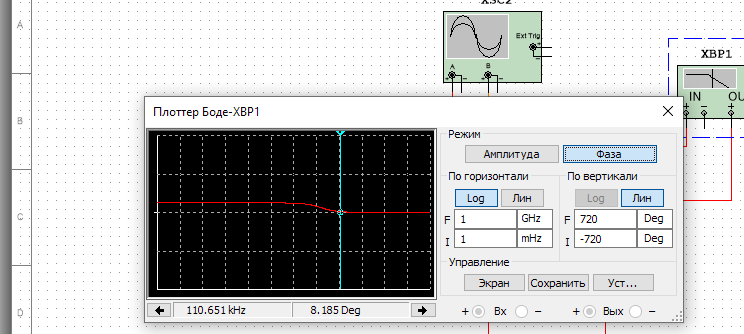 XSC2
A
Ext Trig
XBP1
A B
IN OU
B
Плоттер Боде-XBP1
Режим
Амплитуда Фаза
По горизонтали По вертикали
Log Лин Log Лин
F 1 GHz F 720 Deg
I 1 mHz I -720 Deg
Управление
Экран Сохранить Уст...
110.651 kHz 8.185 Deg
+ Вх − + Вых −
C
D